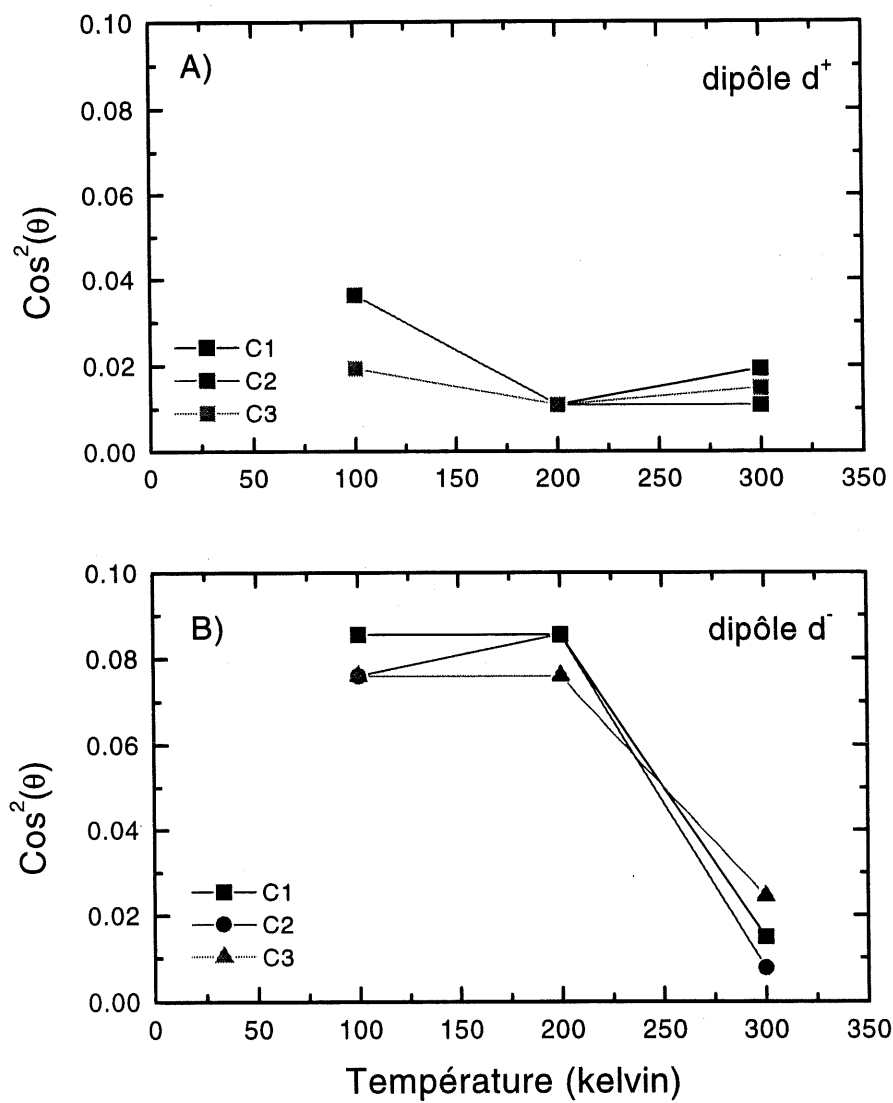 A)
dipôle d⁺
0.10
0.08
0.06
0.04
0.02
0.00
Cos²(θ)
C1
C2
C3
0 50 100 150 200 250 300 350
B)
dipôle d⁻
0.10
0.08
0.06
0.04
0.02
0.00
Cos²(θ)
C1
C2
C3
0 50 100 150 200 250 300 350
Température (kelvin)